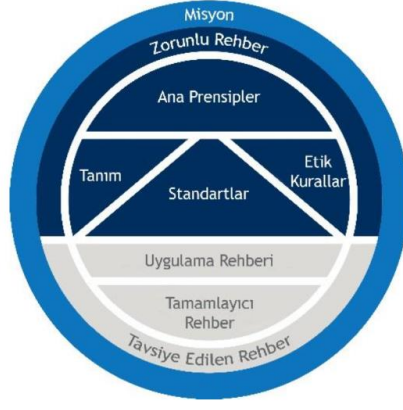 Misyon
Zorunlu Rehber
Ana Prensipler
Tanım
Etik
Kurallar
Standartlar
Uygulama Rehberi
Tamamlayıcı
Rehber
Tavsiye Edilen Rehber